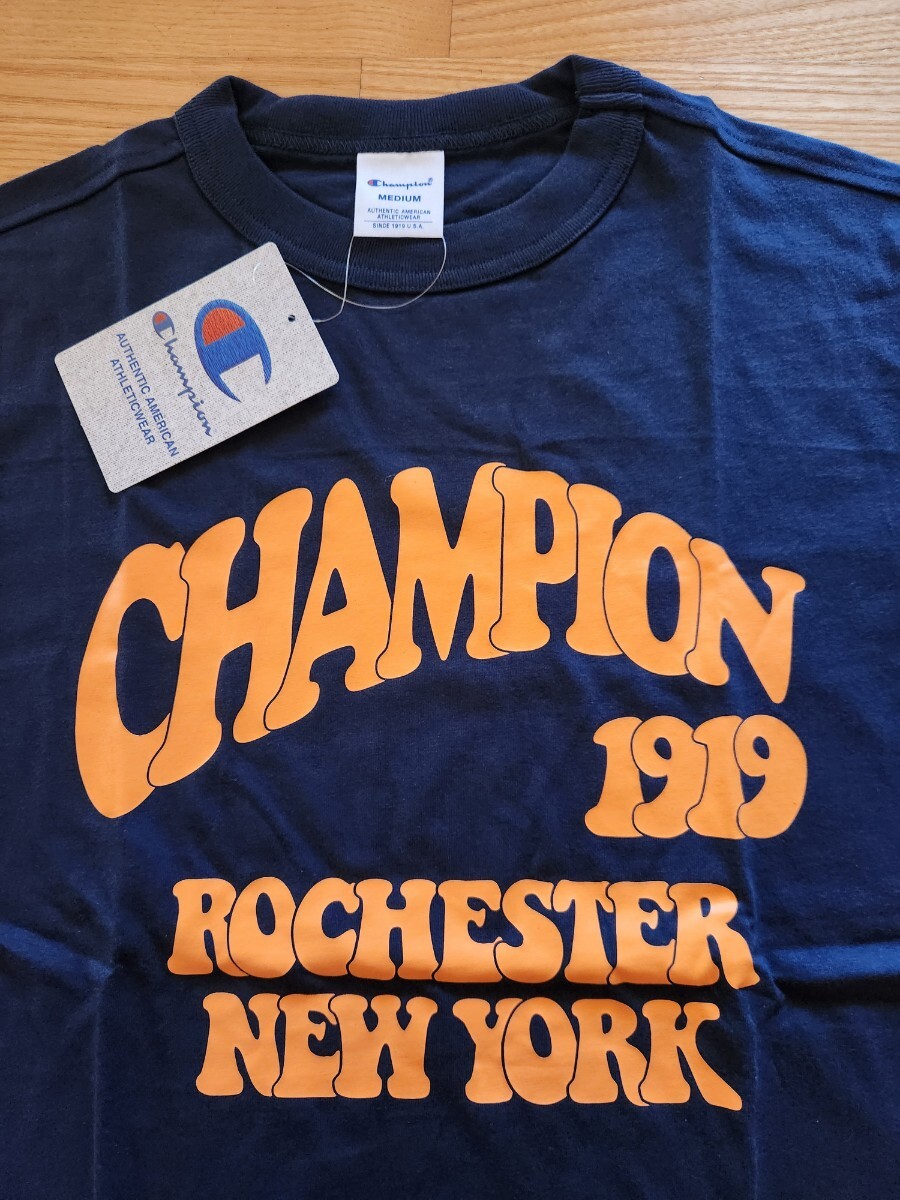 Champion
MEDIUM
AUTHENTIC AMERICAN
ATHLETICWEAR
SINCE 1919 U.S.A.
Champion
AUTHENTIC AMERICAN
ATHLETICWEAR
CHAMPION
1919
ROCHESTER
NEW YORK